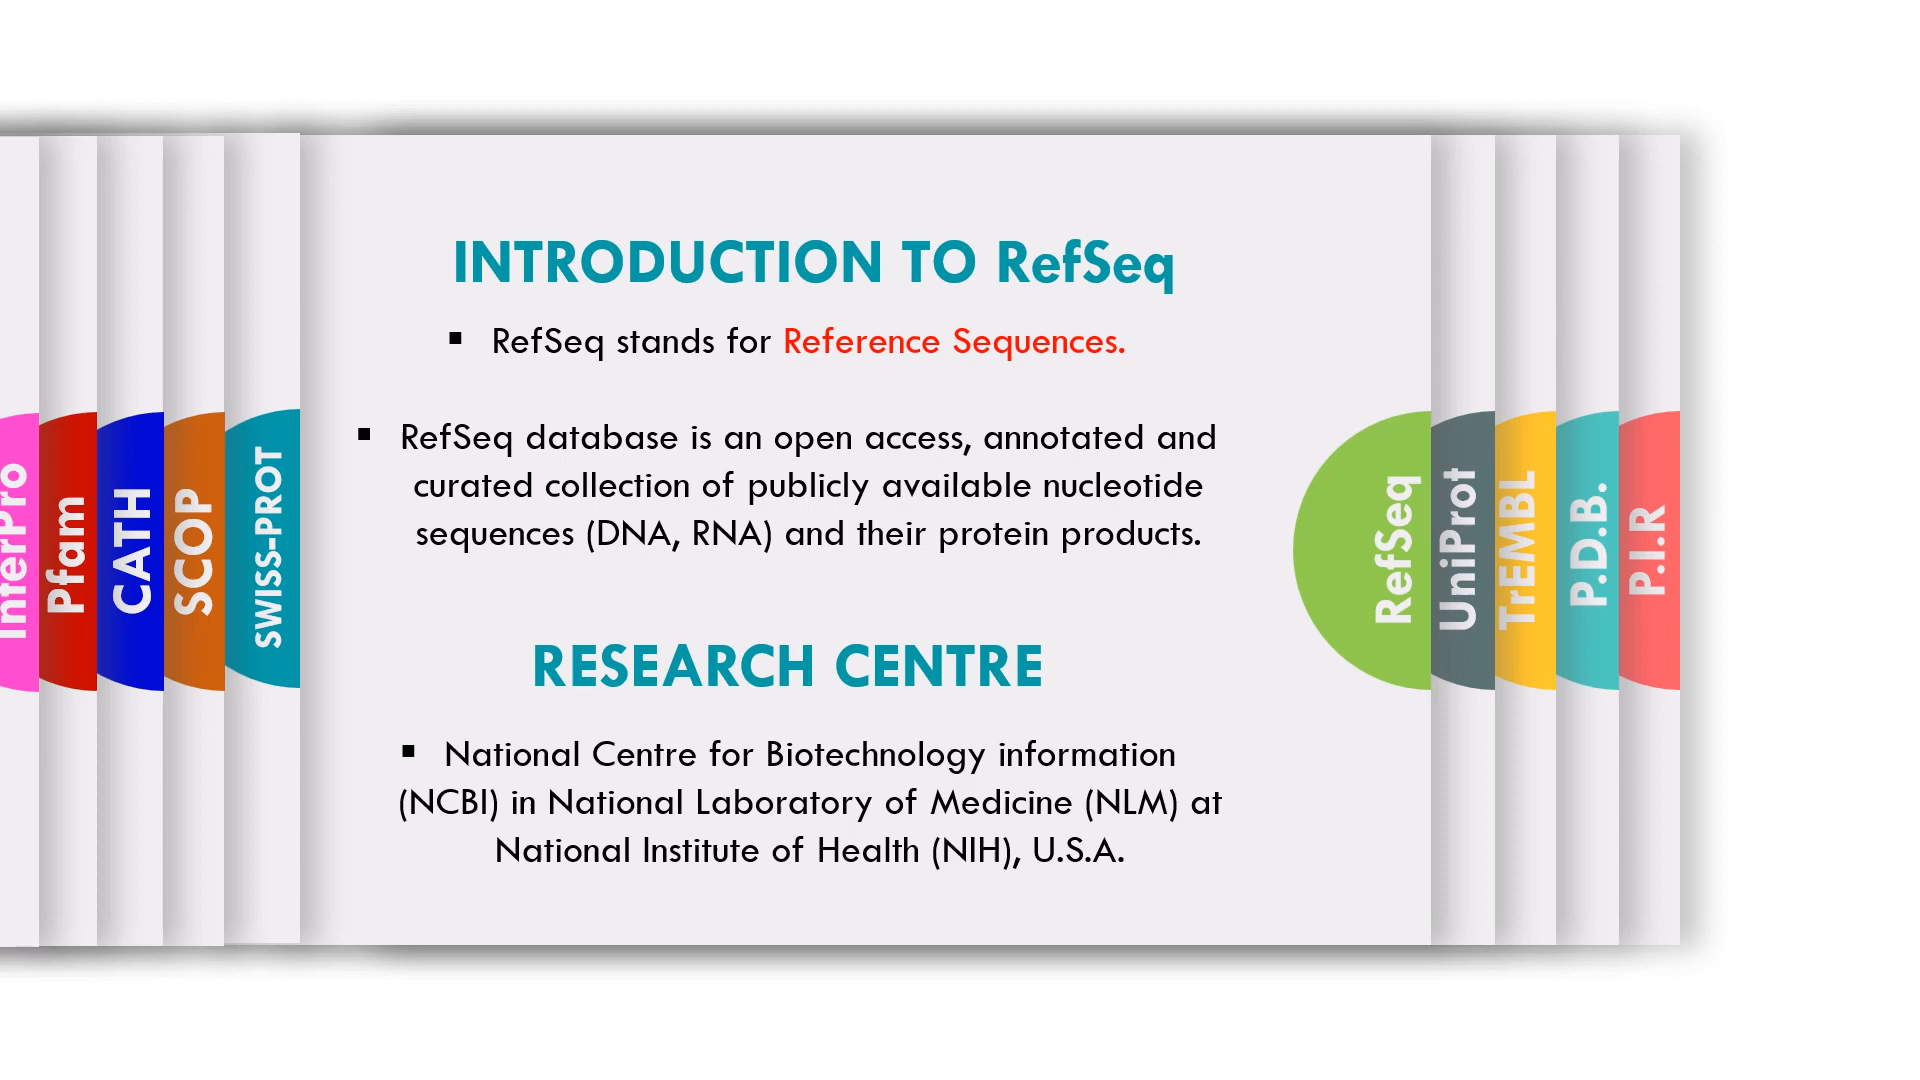 InterPro
Pfam
CATH
SCOP
SWISS-PROT
INTRODUCTION TO RefSeq
▪ RefSeq stands for Reference Sequences.
▪ RefSeq database is an open access, annotated and
curated collection of publicly available nucleotide
sequences (DNA, RNA) and their protein products.
RESEARCH CENTRE
▪ National Centre for Biotechnology information
(NCBI) in National Laboratory of Medicine (NLM) at
National Institute of Health (NIH), U.S.A.
RefSeq
UniProt
TrEMBL
P.D.B.
P.I.R